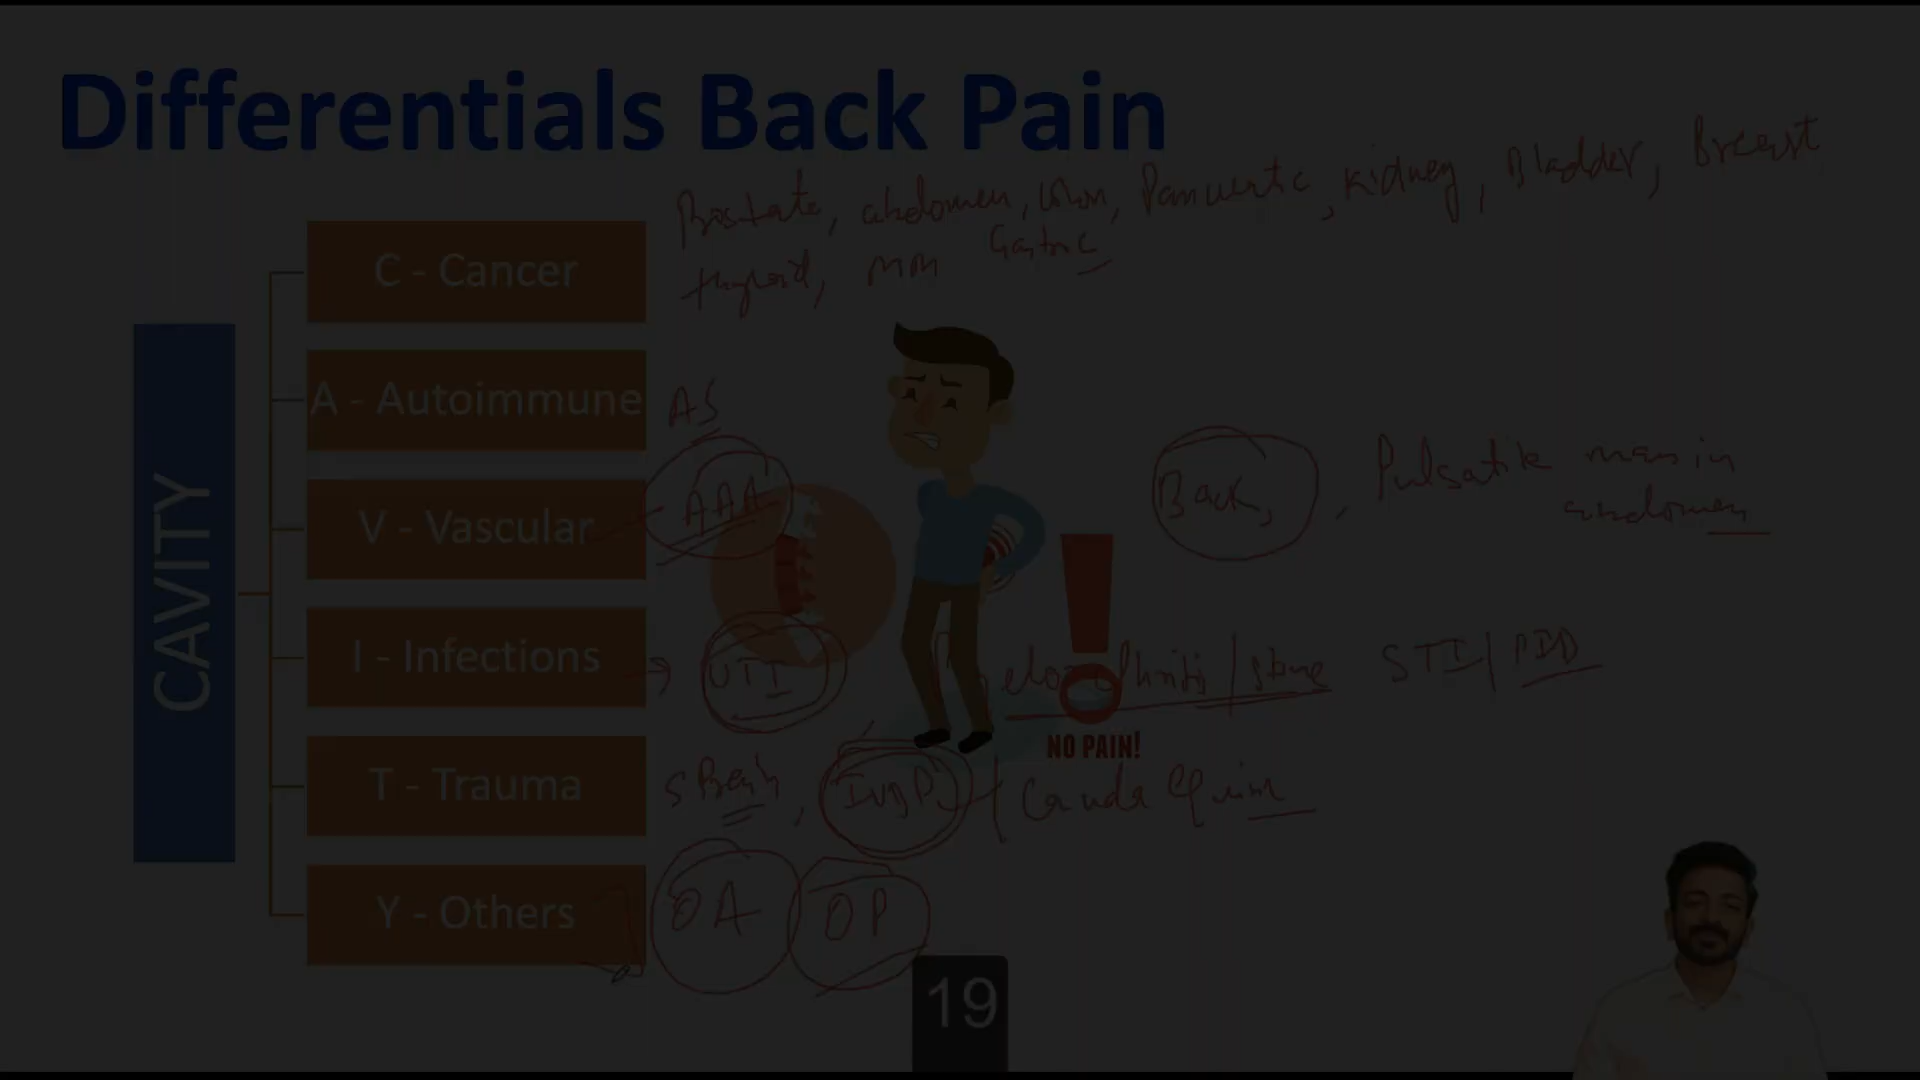 Differentials Back Pain
Prostate, abdomen, colon, Pancreatic, kidney, Bladder, Breast
thyroid, MM Gastric
CAVITY
C - Cancer
A - Autoimmune AS
V - Vascular AAA
Back, , Pulsatile mass in
abdomen
I - Infections → UTI
/ stone STI / PID
T - Trauma sprain, IVDP / Cauda equina
NO PAIN!
Y - Others OA OP
19